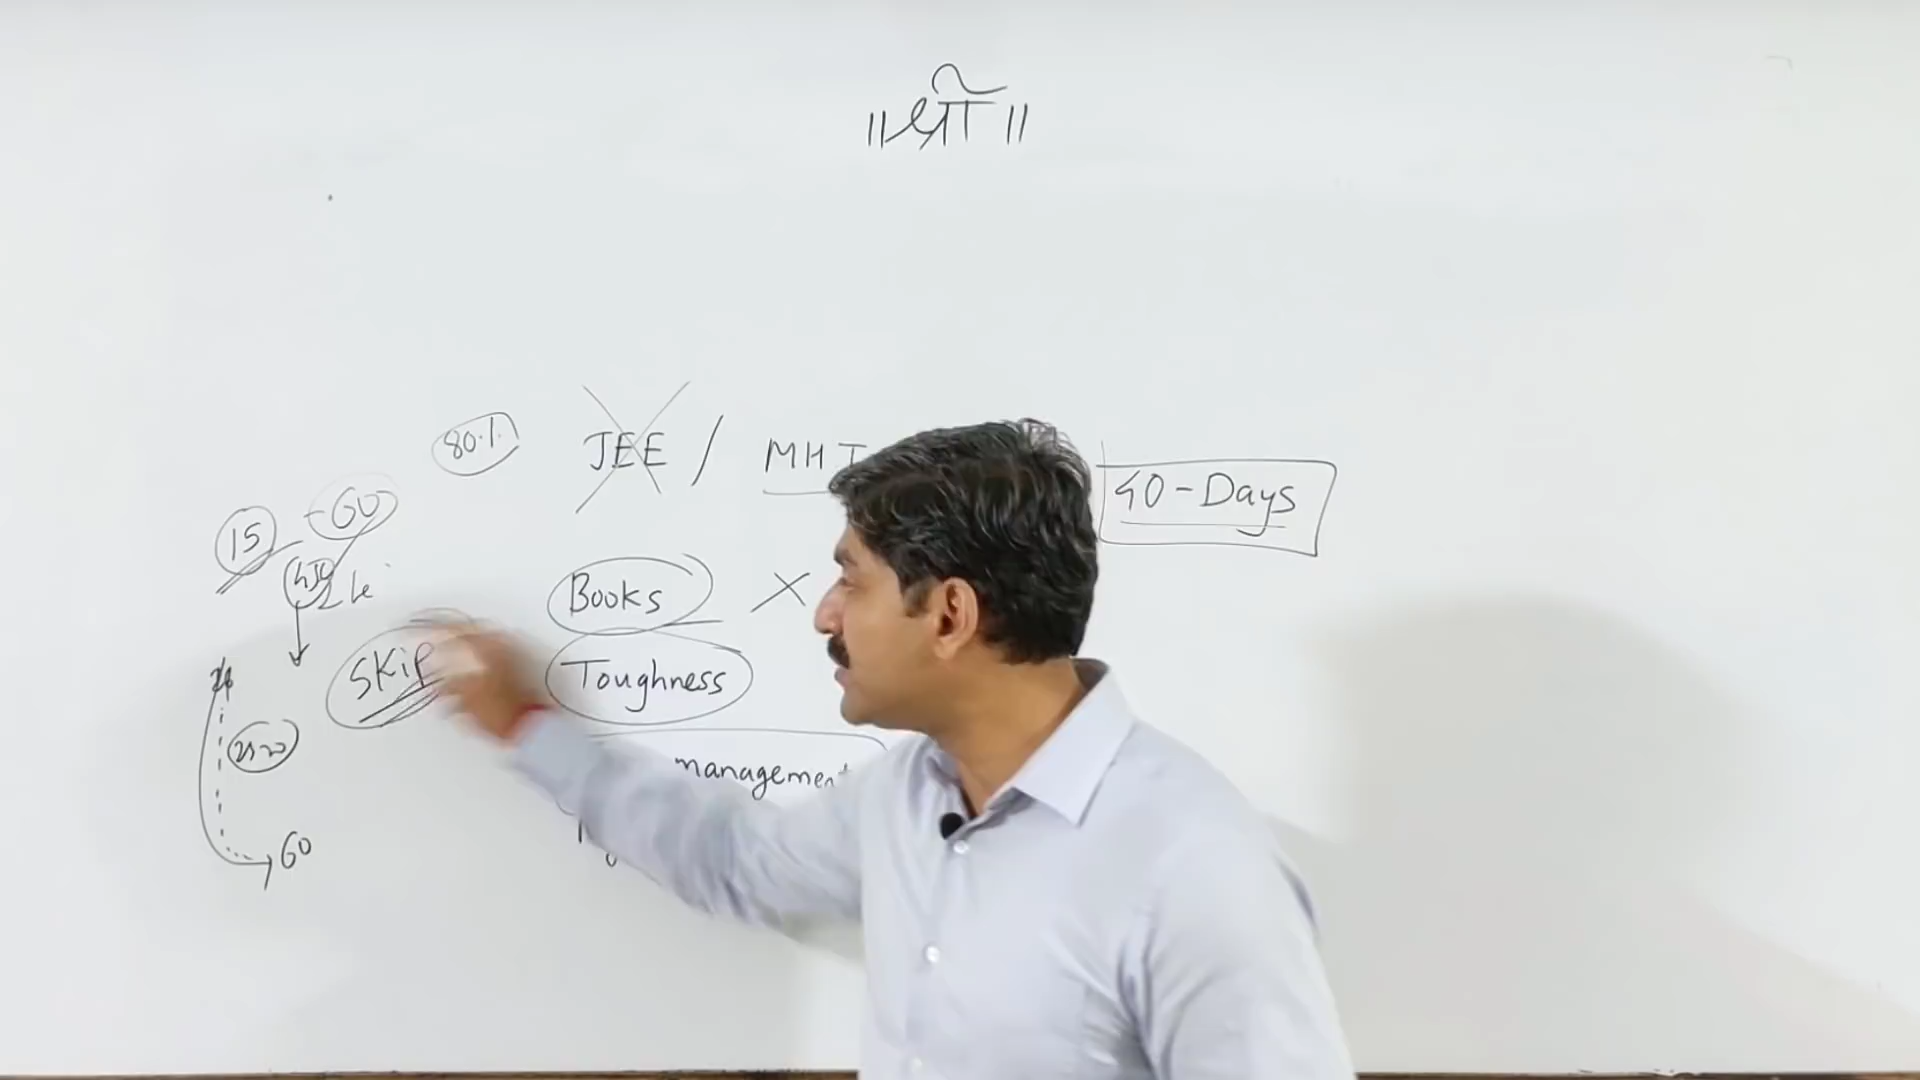 ॥श्री॥
80%
JEE / MHT
40-Days
15 - 60
Books X
SKiP
Toughness
management
60